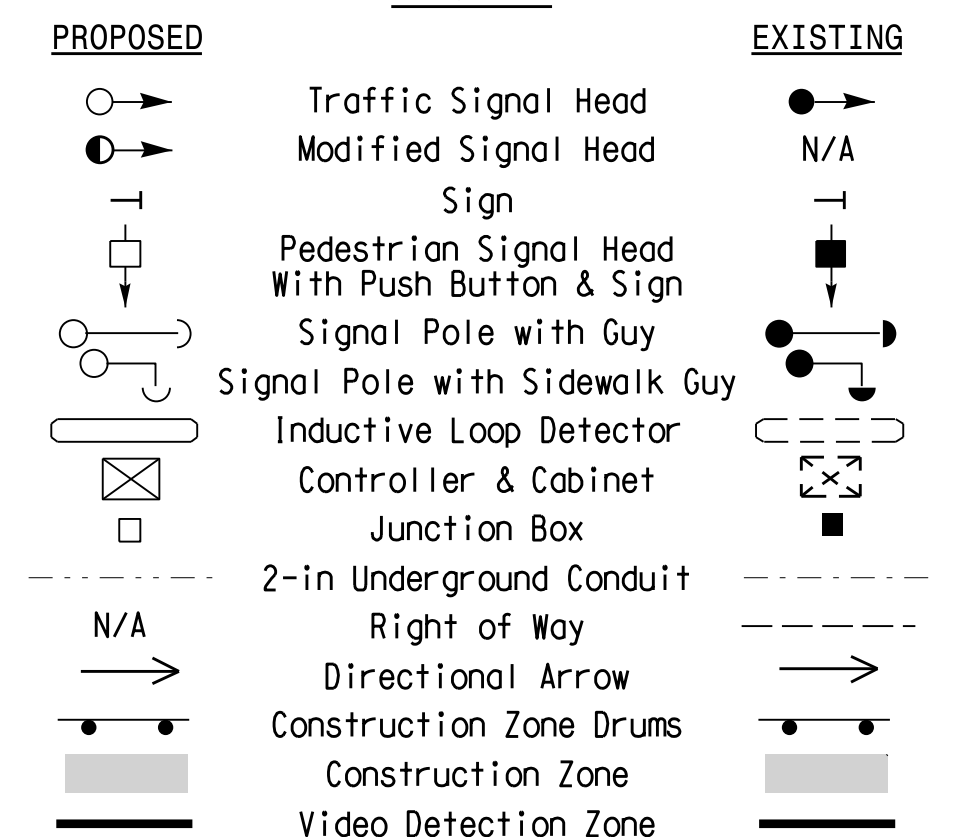 PROPOSED EXISTING
Traffic Signal Head
Modified Signal Head N/A
Sign
Pedestrian Signal Head
With Push Button & Sign
Signal Pole with Guy
Signal Pole with Sidewalk Guy
Inductive Loop Detector
Controller & Cabinet
Junction Box
2-in Underground Conduit
N/A Right of Way
Directional Arrow
Construction Zone Drums
Construction Zone
Video Detection Zone